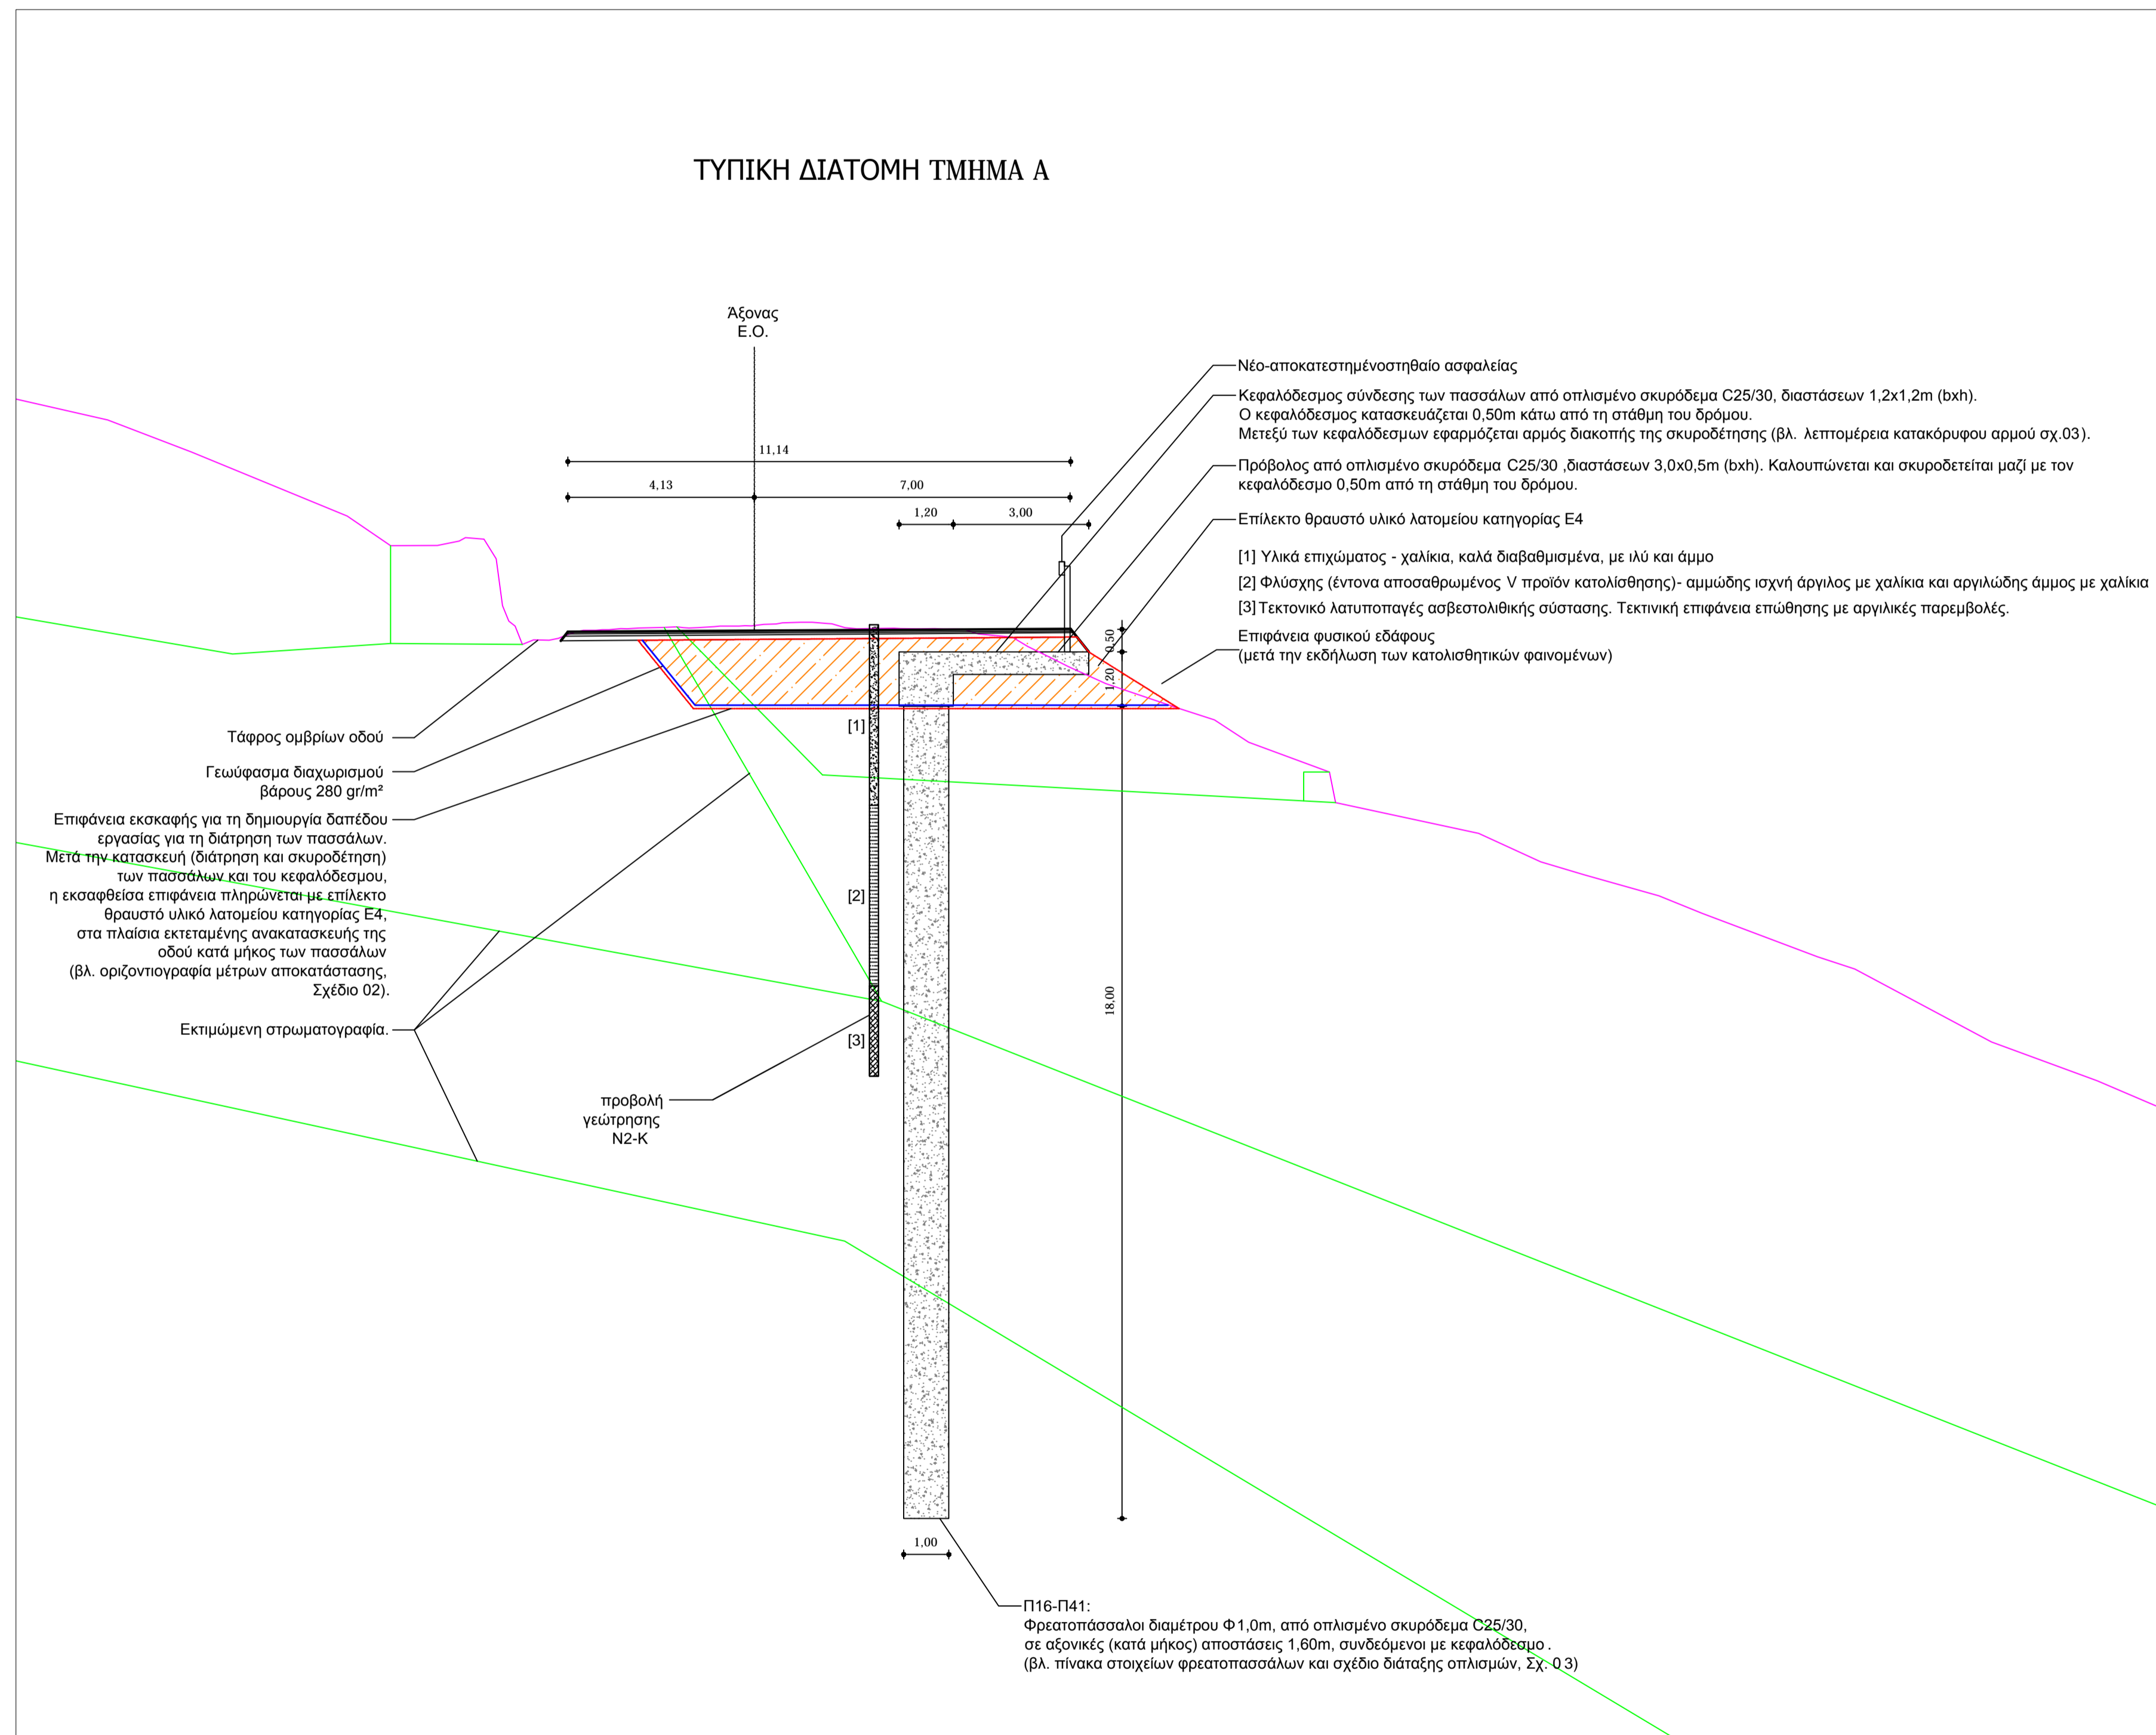 ΤΥΠΙΚΗ ΔΙΑΤΟΜΗ ΤΜΗΜΑ Α
Άξονας
Ε.Ο.
11,14
4,13
7,00
1,20
3,00
Νέο-αποκατεστημένοστηθαίο ασφαλείας
Κεφαλόδεσμος σύνδεσης των πασσάλων από οπλισμένο σκυρόδεμα C25/30, διαστάσεων 1,2x1,2m (bxh).
Ο κεφαλόδεσμος κατασκευάζεται 0,50m κάτω από τη στάθμη του δρόμου.
Μετεξύ των κεφαλόδεσμων εφαρμόζεται αρμός διακοπής της σκυροδέτησης (βλ. λεπτομέρεια κατακόρυφου αρμού σχ.03).
Πρόβολος από οπλισμένο σκυρόδεμα C25/30 ,διαστάσεων 3,0x0,5m (bxh). Καλουπώνεται και σκυροδετείται μαζί με τον
κεφαλόδεσμο 0,50m από τη στάθμη του δρόμου.
Επίλεκτο θραυστό υλικό λατομείου κατηγορίας Ε4
[1] Υλικά επιχώματος - χαλίκια, καλά διαβαθμισμένα, με ιλύ και άμμο
[2] Φλύσχης (έντονα αποσαθρωμένος V προϊόν κατολίσθησης)- αμμώδης ισχνή άργιλος με χαλίκια και αργιλώδης άμμος με χαλίκια
[3] Τεκτονικό λατυποπαγές ασβεστολιθικής σύστασης. Τεκτινική επιφάνεια επώθησης με αργιλικές παρεμβολές.
Επιφάνεια φυσικού εδάφους
(μετά την εκδήλωση των κατολισθητικών φαινομένων)
0,50
1,20
18,00
[1]
[2]
[3]
Τάφρος ομβρίων οδού
Γεωύφασμα διαχωρισμού
βάρους 280 gr/m²
Επιφάνεια εκσκαφής για τη δημιουργία δαπέδου
εργασίας για τη διάτρηση των πασσάλων.
Μετά την κατασκευή (διάτρηση και σκυροδέτηση)
των πασσάλων και του κεφαλόδεσμου,
η εκσαφθείσα επιφάνεια πληρώνεται με επίλεκτο
θραυστό υλικό λατομείου κατηγορίας Ε4,
στα πλαίσια εκτεταμένης ανακατασκευής της
οδού κατά μήκος των πασσάλων
(βλ. οριζοντιογραφία μέτρων αποκατάστασης,
Σχέδιο 02).
Εκτιμώμενη στρωματογραφία.
προβολή
γεώτρησης
N2-K
1,00
Π16-Π41:
Φρεατοπάσσαλοι διαμέτρου Φ1,0m, από οπλισμένο σκυρόδεμα C25/30,
σε αξονικές (κατά μήκος) αποστάσεις 1,60m, συνδεόμενοι με κεφαλόδεσμο .
(βλ. πίνακα στοιχείων φρεατοπασσάλων και σχέδιο διάταξης οπλισμών, Σχ. 0 3)